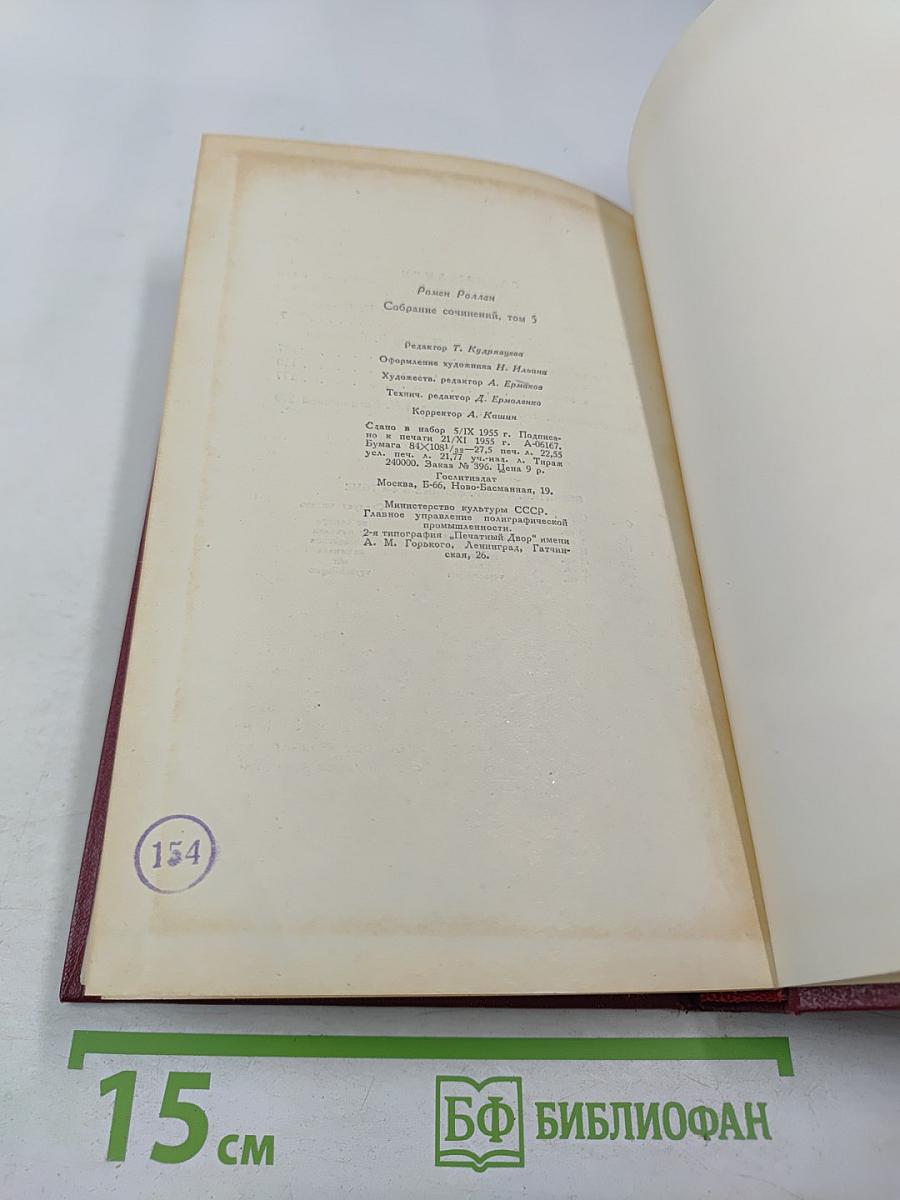 Ромен Роллан
Собрание сочинений, том 5
Редактор Т. Кудрявцева
Оформление художника Н. Ильина
Художеств. редактор А. Ермаков
Технич. редактор Д. Ермоленко
Корректор А. Кашин
Сдано в набор 5/IX 1955 г. Подписа-
но к печати 21/XI 1955 г. А-06167.
Бумага 84×108¹/₃₂—27,5 печ. л. 22,55
усл. печ. л. 21,77 уч.-изд. л. Тираж
240000. Заказ № 396. Цена 9 р.
Гослитиздат
Москва, Б-66, Ново-Басманная, 19.
Министерство культуры СССР.
Главное управление полиграфической
промышленности.
2-я типография „Печатный Двор" имени
А. М. Горького, Ленинград, Гатчин-
ская, 26.
154
15 см
БФ БИБЛИОФАН